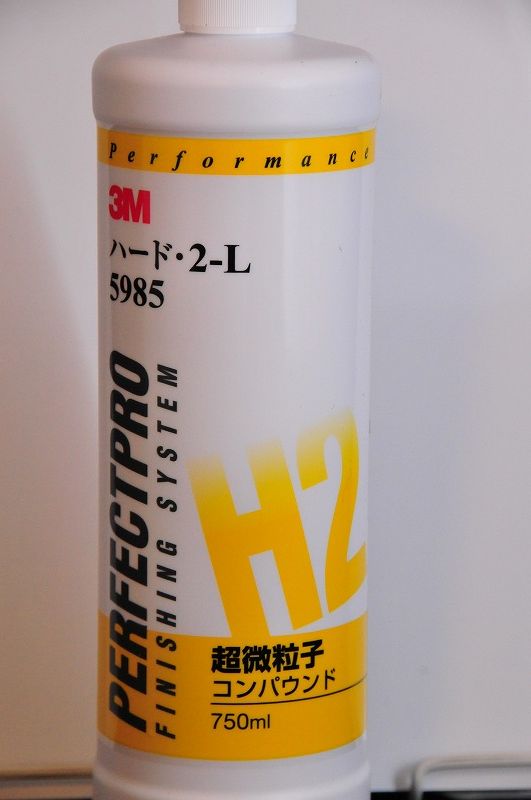 Performance
3M
ハード・2-L
5985
PERFECTPRO
FINISHING SYSTEM
H2
超微粒子
コンパウンド
750ml